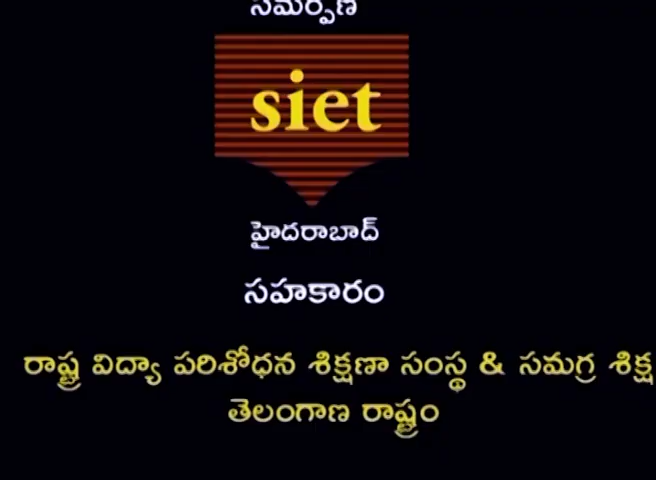 సమర్పణ
siet
హైదరాబాద్
సహకారం
రాష్ట్ర విద్యా పరిశోధన శిక్షణా సంస్థ & సమగ్ర శిక్ష
తెలంగాణ రాష్ట్రం